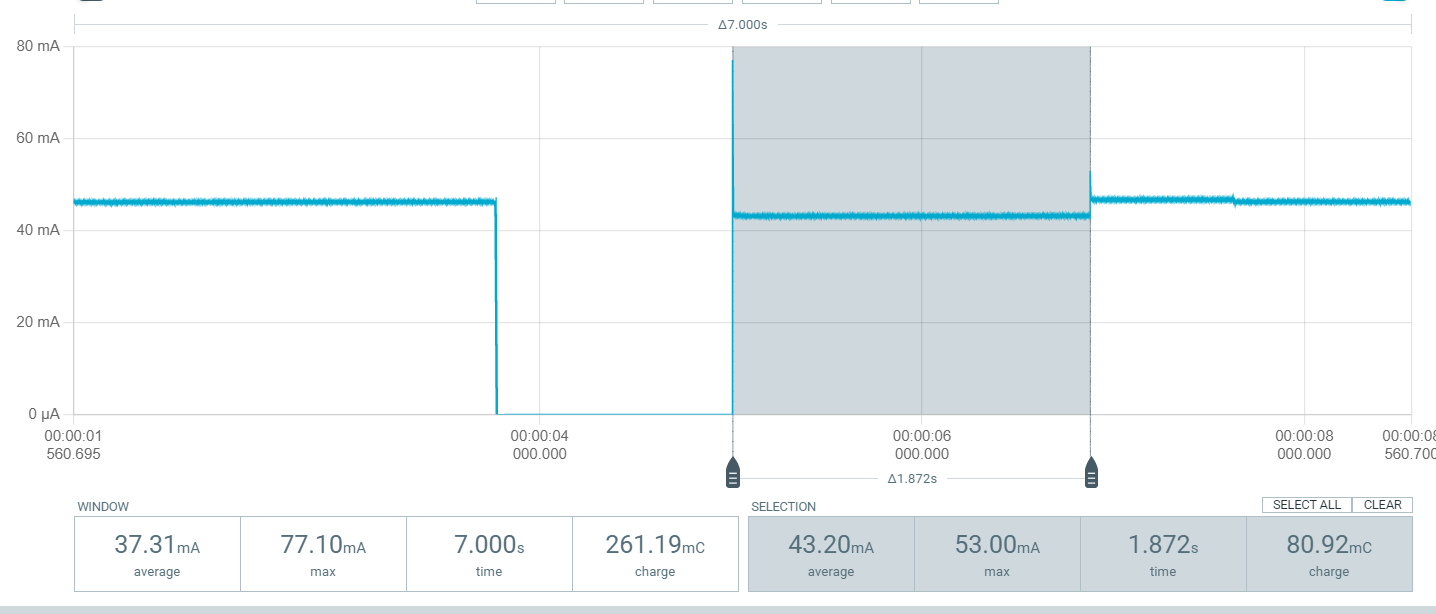 Δ7.000s
80 mA
60 mA
40 mA
20 mA
0 µA
00:00:01
560.695
00:00:04
000.000
00:00:06
000.000
00:00:08
000.000
00:00:08
560.700
Δ1.872s
WINDOW
37.31mA
average
77.10mA
max
7.000s
time
261.19mC
charge
SELECTION
SELECT ALL
CLEAR
43.20mA
average
53.00mA
max
1.872s
time
80.92mC
charge